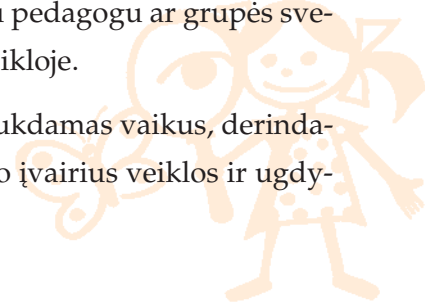 u pedagogu ar grupės sve-
ikloje.
ukdamas vaikus, derinda-
o įvairius veiklos ir ugdy-